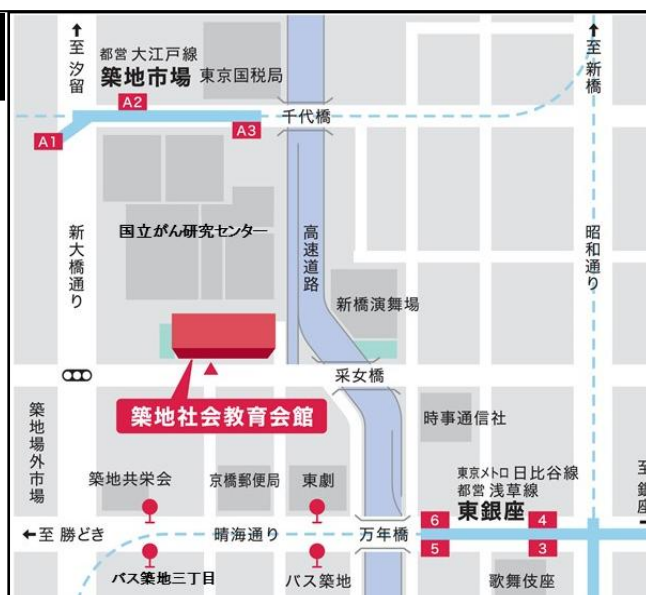 ↑至 汐留
都営 大江戸線
築地市場
東京国税局
↑至 新橋
A2
A3
A1
千代橋
国立がん研究センター
新大橋通り
高速道路
昭和通り
新橋演舞場
采女橋
築地社会教育会館
築地場外市場
時事通信社
築地共栄会
京橋郵便局
東劇
東京メトロ 日比谷線
都営 浅草線
東銀座
至 銀座
6
4
←至 勝どき
晴海通り
万年橋
5
3
バス築地三丁目
バス築地
歌舞伎座